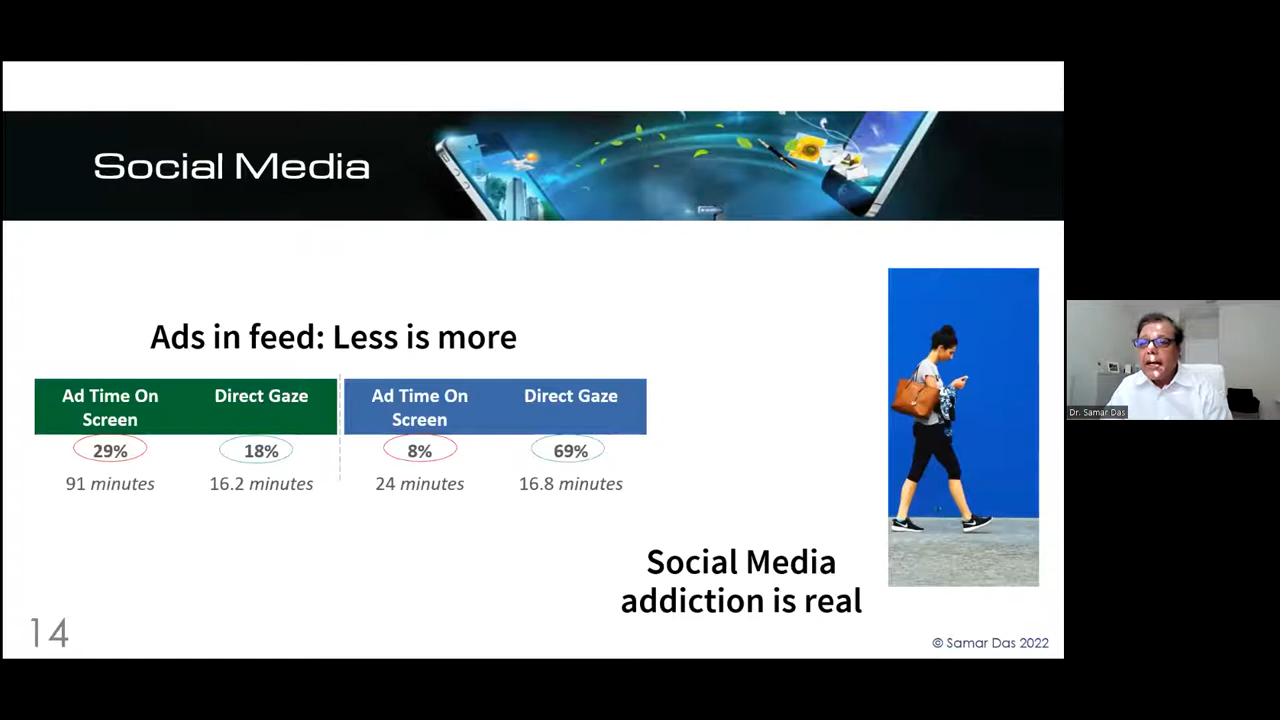 Social Media
Ads in feed: Less is more
Ad Time On Screen
Direct Gaze
Ad Time On Screen
Direct Gaze
29%
18%
8%
69%
91 minutes
16.2 minutes
24 minutes
16.8 minutes
Social Media
addiction is real
14
© Samar Das 2022
Dr. Samar Das